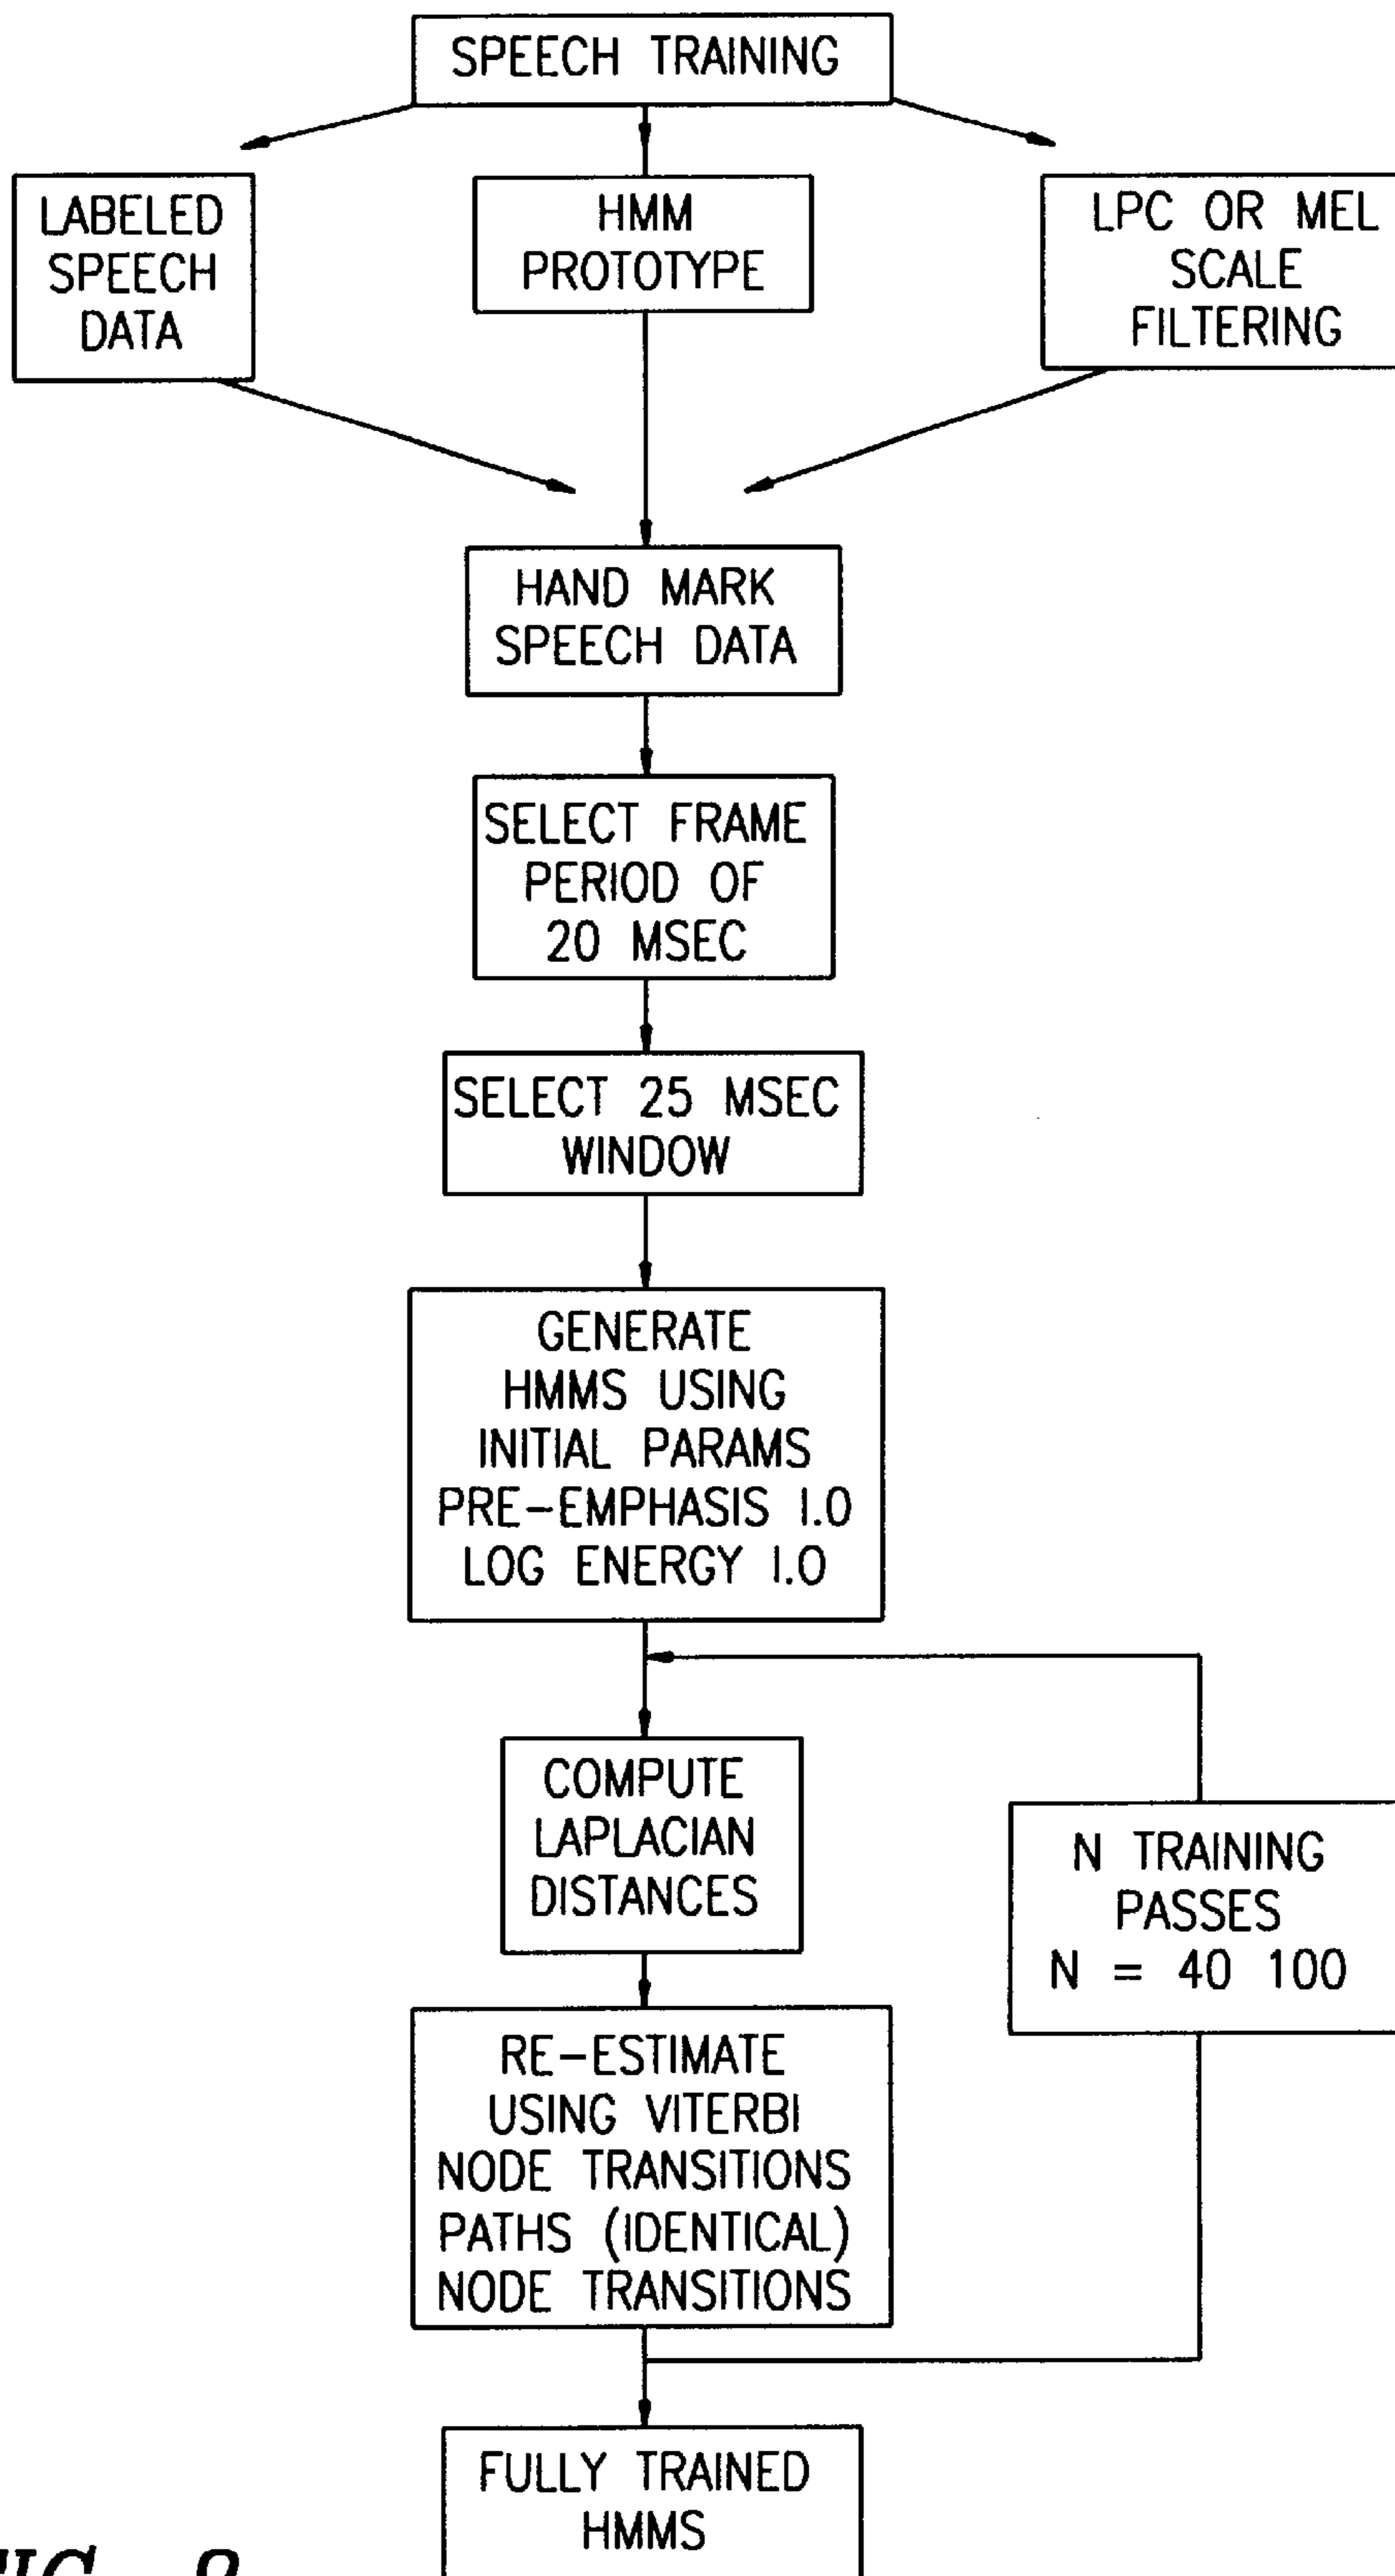 SPEECH TRAINING
LABELED
SPEECH
DATA
HMM
PROTOTYPE
LPC OR MEL
SCALE
FILTERING
HAND MARK
SPEECH DATA
SELECT FRAME
PERIOD OF
20 MSEC
SELECT 25 MSEC
WINDOW
GENERATE
HMMS USING
INITIAL PARAMS
PRE-EMPHASIS 1.0
LOG ENERGY 1.0
COMPUTE
LAPLACIAN
DISTANCES
N TRAINING
PASSES
N = 40 100
RE-ESTIMATE
USING VITERBI
NODE TRANSITIONS
PATHS (IDENTICAL)
NODE TRANSITIONS
FULLY TRAINED
HMMS